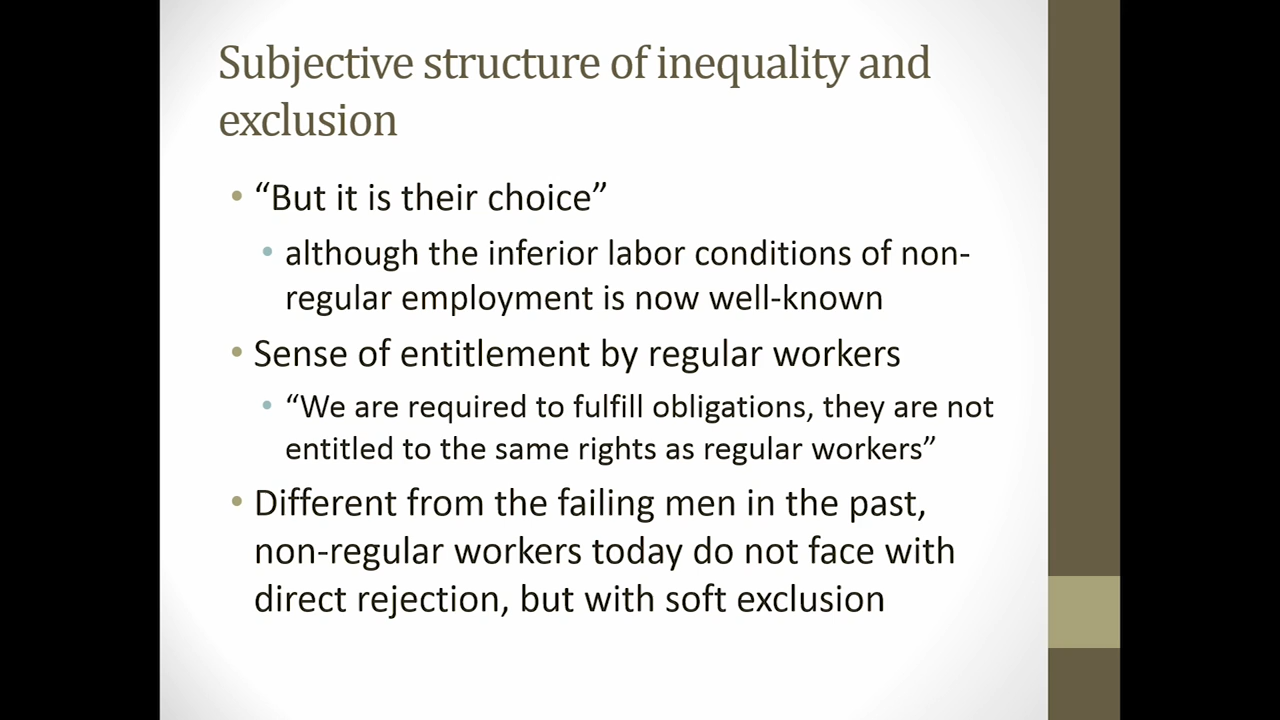 Subjective structure of inequality and
exclusion
• “But it is their choice”
• although the inferior labor conditions of non-
regular employment is now well-known
• Sense of entitlement by regular workers
• “We are required to fulfill obligations, they are not
entitled to the same rights as regular workers”
• Different from the failing men in the past,
non-regular workers today do not face with
direct rejection, but with soft exclusion